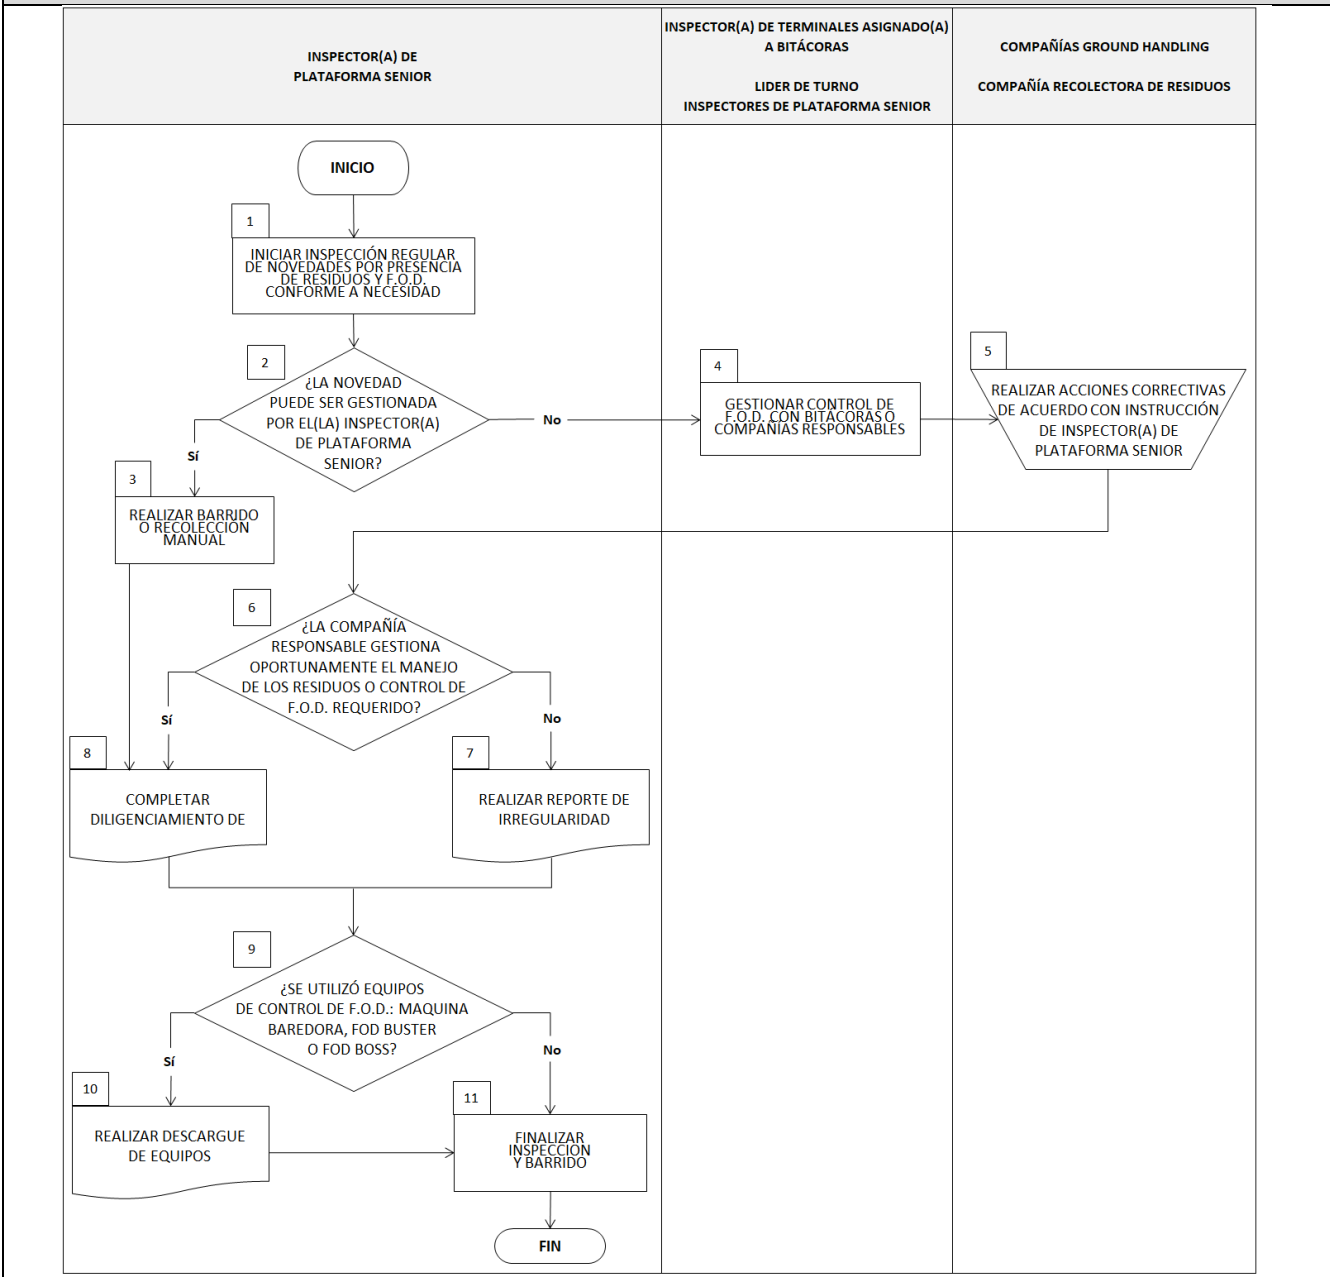 INSPECTOR(A) DE
PLATAFORMA SENIOR
INSPECTOR(A) DE TERMINALES ASIGNADO(A)
A BITÁCORAS
LIDER DE TURNO
INSPECTORES DE PLATAFORMA SENIOR
COMPAÑÍAS GROUND HANDLING
COMPAÑÍA RECOLECTORA DE RESIDUOS
INICIO
1
INICIAR INSPECCIÓN REGULAR
DE NOVEDADES POR PRESENCIA
DE RESIDUOS Y F.O.D.
CONFORME A NECESIDAD
2
¿LA NOVEDAD
PUEDE SER GESTIONADA
POR EL(LA) INSPECTOR(A)
DE PLATAFORMA
SENIOR?
No
Sí
4
GESTIONAR CONTROL DE
F.O.D. CON BITÁCORAS O
COMPAÑÍAS RESPONSABLES
5
REALIZAR ACCIONES CORRECTIVAS
DE ACUERDO CON INSTRUCCIÓN
DE INSPECTOR(A) DE
PLATAFORMA SENIOR
3
REALIZAR BARRIDO
O RECOLECCIÓN
MANUAL
6
¿LA COMPAÑÍA
RESPONSABLE GESTIONA
OPORTUNAMENTE EL MANEJO
DE LOS RESIDUOS O CONTROL DE
F.O.D. REQUERIDO?
Sí
No
8
COMPLETAR
DILIGENCIAMIENTO DE
7
REALIZAR REPORTE DE
IRREGULARIDAD
9
¿SE UTILIZÓ EQUIPOS
DE CONTROL DE F.O.D.: MAQUINA
BAREDORA, FOD BUSTER
O FOD BOSS?
Sí
No
10
REALIZAR DESCARGUE
DE EQUIPOS
11
FINALIZAR
INSPECCION
Y BARRIDO
FIN